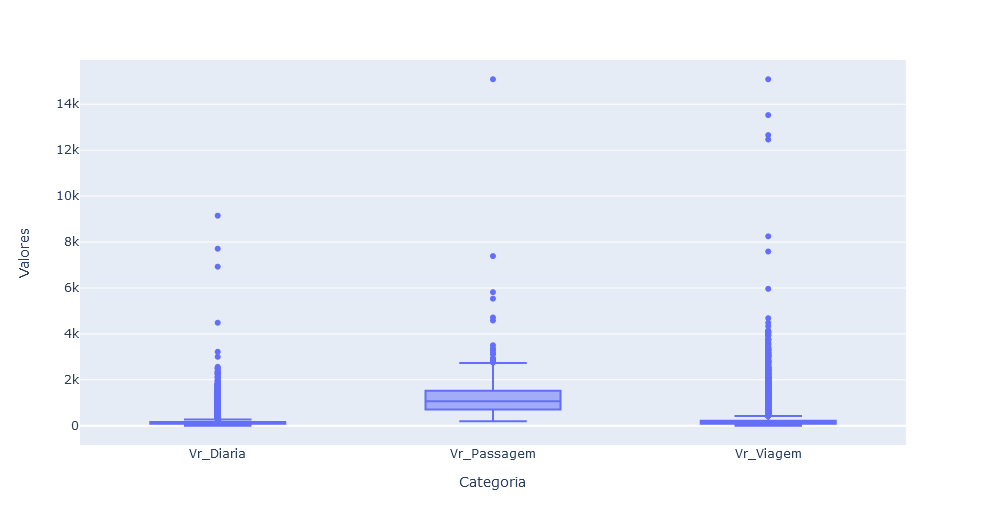 14k
12k
10k
8k
6k
4k
2k
0
Valores
Vr_Diaria
Vr_Passagem
Vr_Viagem
Categoria